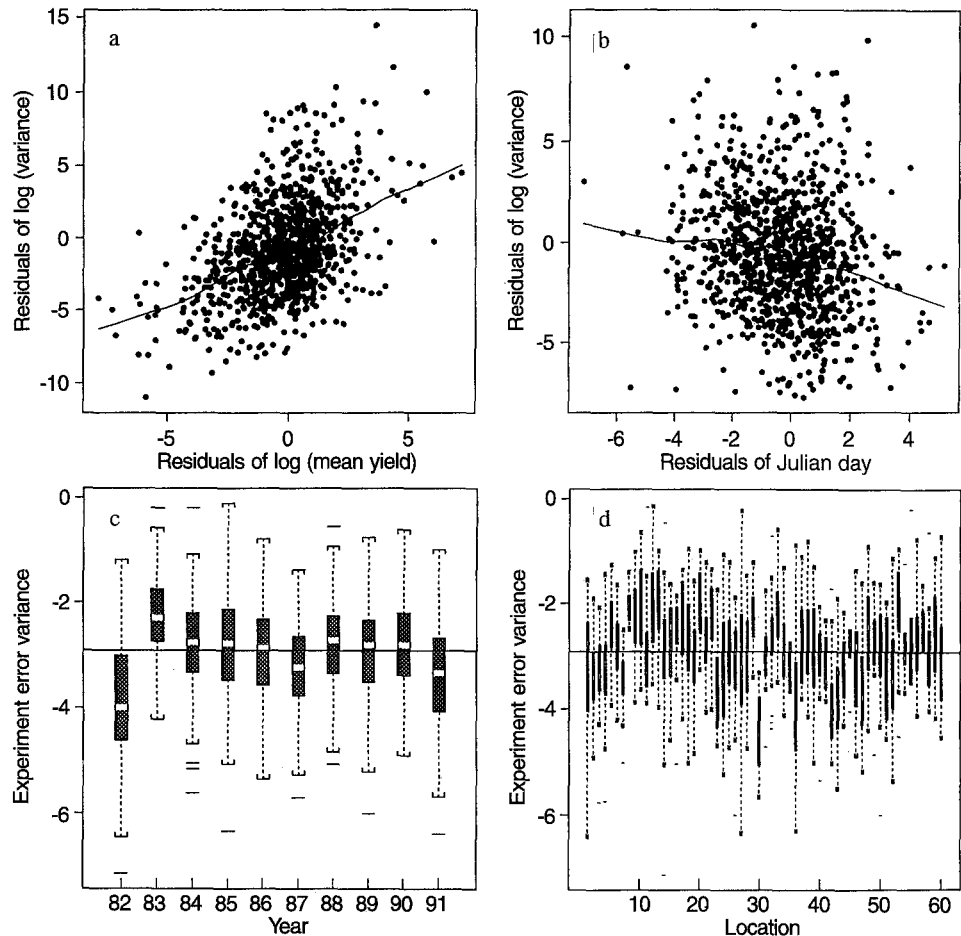 a
Residuals of log (variance)
15
10
5
0
-5
-10
-5
0
5
Residuals of log (mean yield)
b
Residuals of log (variance)
10
5
0
-5
-6
-4
-2
0
2
4
Residuals of Julian day
c
Experiment error variance
0
-2
-4
-6
82 83 84 85 86 87 88 89 90 91
Year
d
Experiment error variance
0
-2
-4
-6
10 20 30 40 50 60
Location